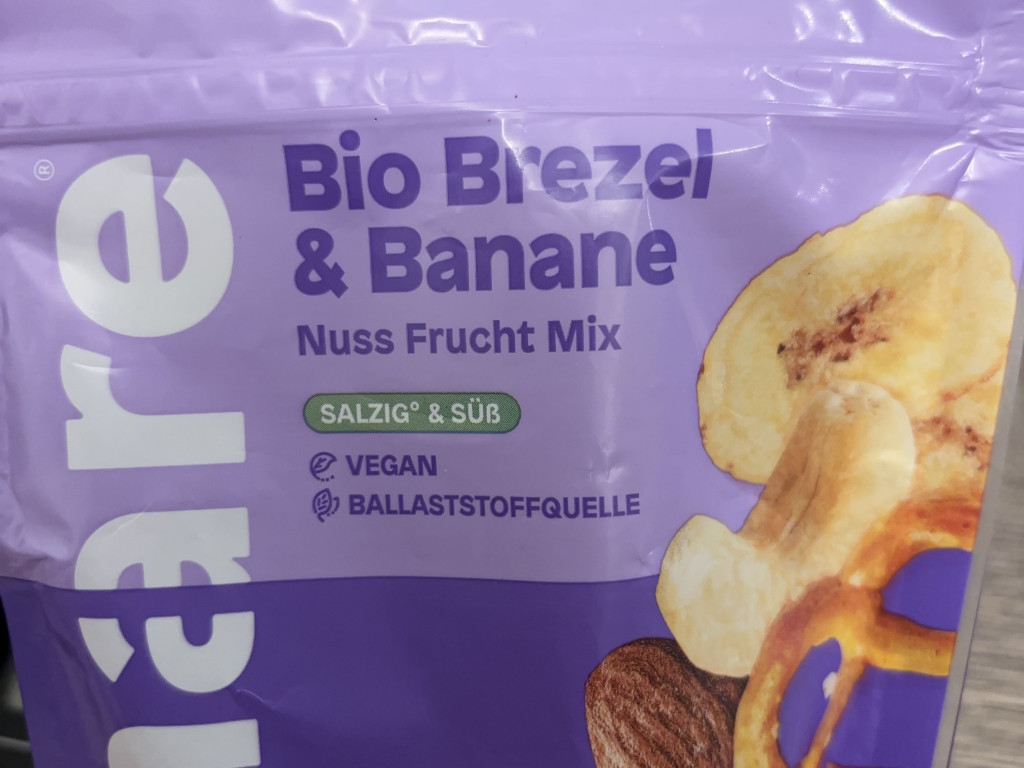 Bio Brezel
& Banane
Nuss Frucht Mix
SALZIG° & SÜß
VEGAN
BALLASTSTOFFQUELLE
®